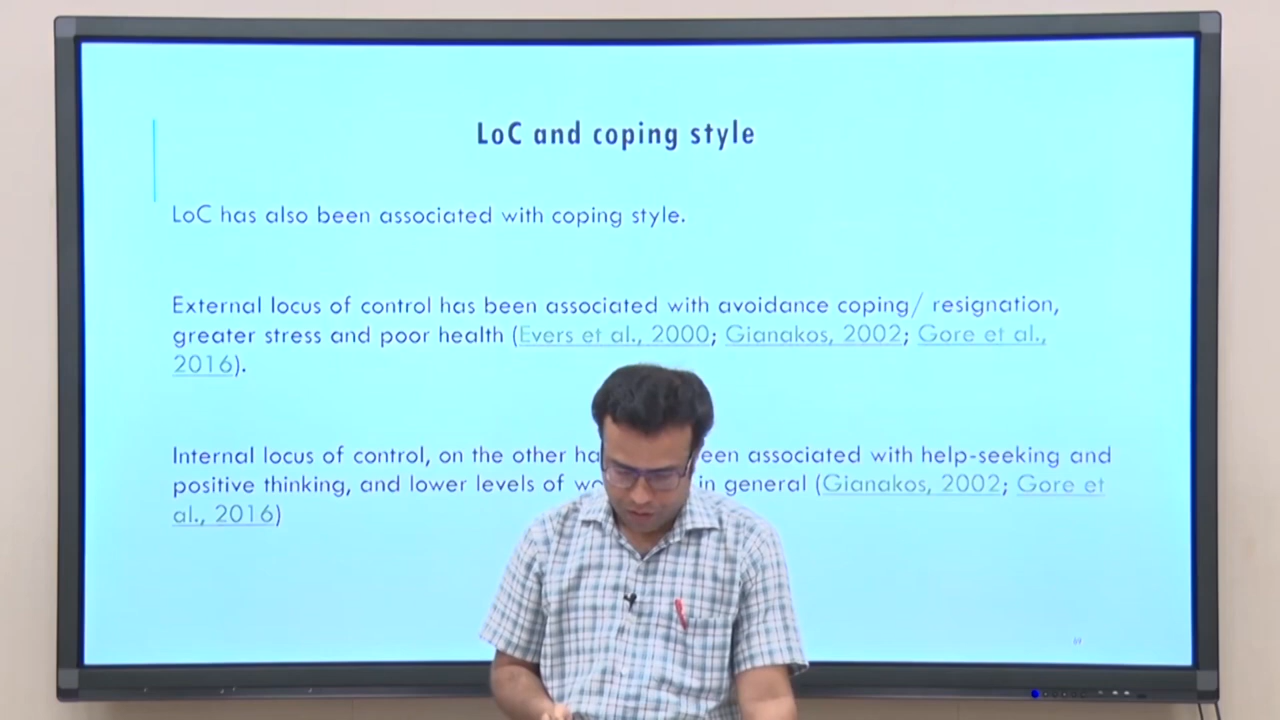 LoC and coping style
LoC has also been associated with coping style.
External locus of control has been associated with avoidance coping/ resignation,
greater stress and poor health (Evers et al., 2000; Gianakos, 2002; Gore et al.,
2016).
Internal locus of control, on the other ha een associated with help-seeking and
positive thinking, and lower levels of wo in general (Gianakos, 2002; Gore et
al., 2016)